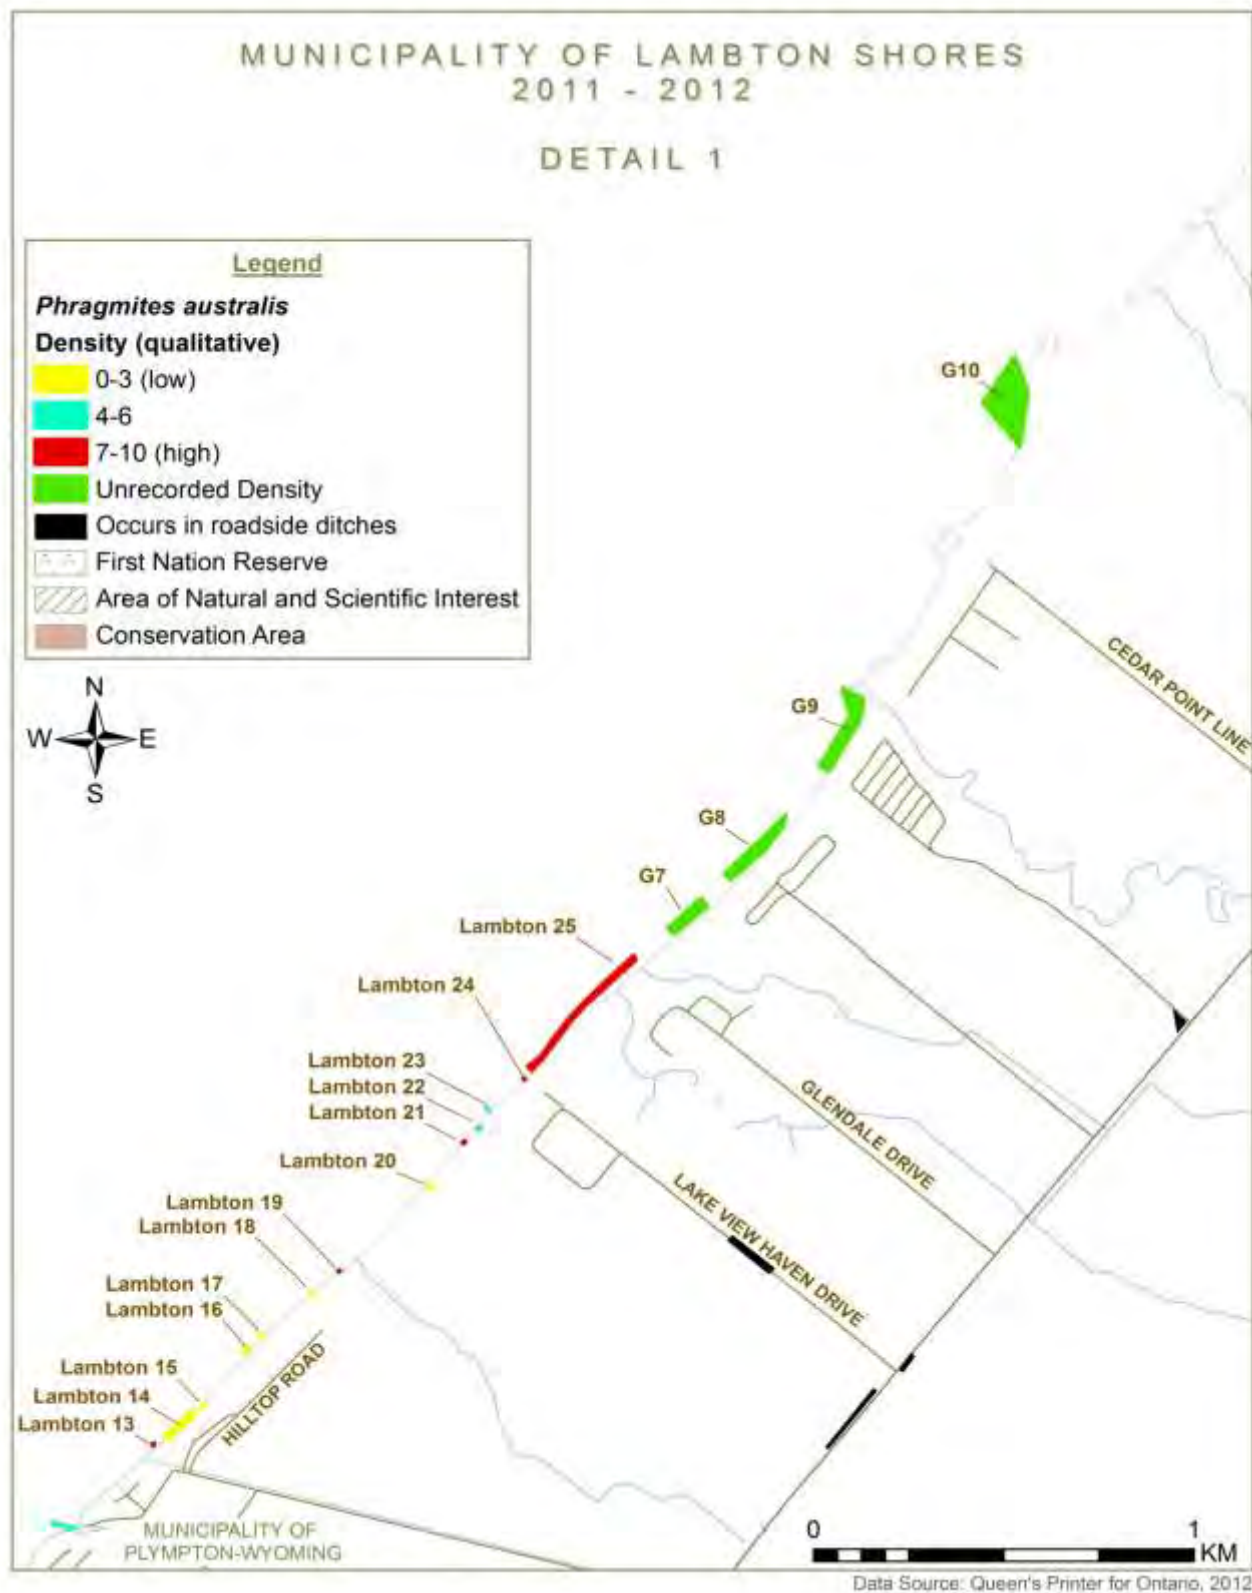 MUNICIPALITY OF LAMBTON SHORES
2011 - 2012
DETAIL 1
Legend
Phragmites australis
Density (qualitative)
0-3 (low)
4-6
7-10 (high)
Unrecorded Density
Occurs in roadside ditches
First Nation Reserve
Area of Natural and Scientific Interest
Conservation Area
N
W E
S
G10
CEDAR POINT LINE
G9
G8
G7
Lambton 25
Lambton 24
Lambton 23
Lambton 22
Lambton 21
GLENDALE DRIVE
Lambton 20
LAKE VIEW HAVEN DRIVE
Lambton 19
Lambton 18
Lambton 17
Lambton 16
Lambton 15
Lambton 14
Lambton 13
HILLTOP ROAD
MUNICIPALITY OF
PLYMPTON-WYOMING
0 1
KM
Data Source: Queen's Printer for Ontario, 2012